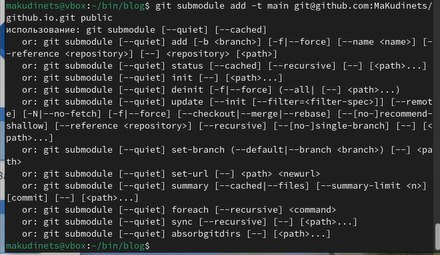 makudinets@vbox:~/bin/blog$ git submodule add -t main git@github.com:MaKudinets/
github.io.git public
использование: git submodule [--quiet] [--cached]
or: git submodule [--quiet] add [-b <branch>] [-f|--force] [--name <name>] [-
-reference <repository>] [--] <repository> [<path>]
or: git submodule [--quiet] status [--cached] [--recursive] [--] [<path>...]
or: git submodule [--quiet] init [--] [<path>...]
or: git submodule [--quiet] deinit [-f|--force] (--all| [--] <path>...)
or: git submodule [--quiet] update [--init [--filter=<filter-spec>]] [--remot
e] [-N|--no-fetch] [-f|--force] [--checkout|--merge|--rebase] [--[no-]recommend-
shallow] [--reference <repository>] [--recursive] [--[no-]single-branch] [--] [<
path>...]
or: git submodule [--quiet] set-branch (--default|--branch <branch>) [--] <pa
th>
or: git submodule [--quiet] set-url [--] <path> <newurl>
or: git submodule [--quiet] summary [--cached|--files] [--summary-limit <n>]
[commit] [--] [<path>...]
or: git submodule [--quiet] foreach [--recursive] <command>
or: git submodule [--quiet] sync [--recursive] [--] [<path>...]
or: git submodule [--quiet] absorbgitdirs [--] [<path>...]
makudinets@vbox:~/bin/blog$